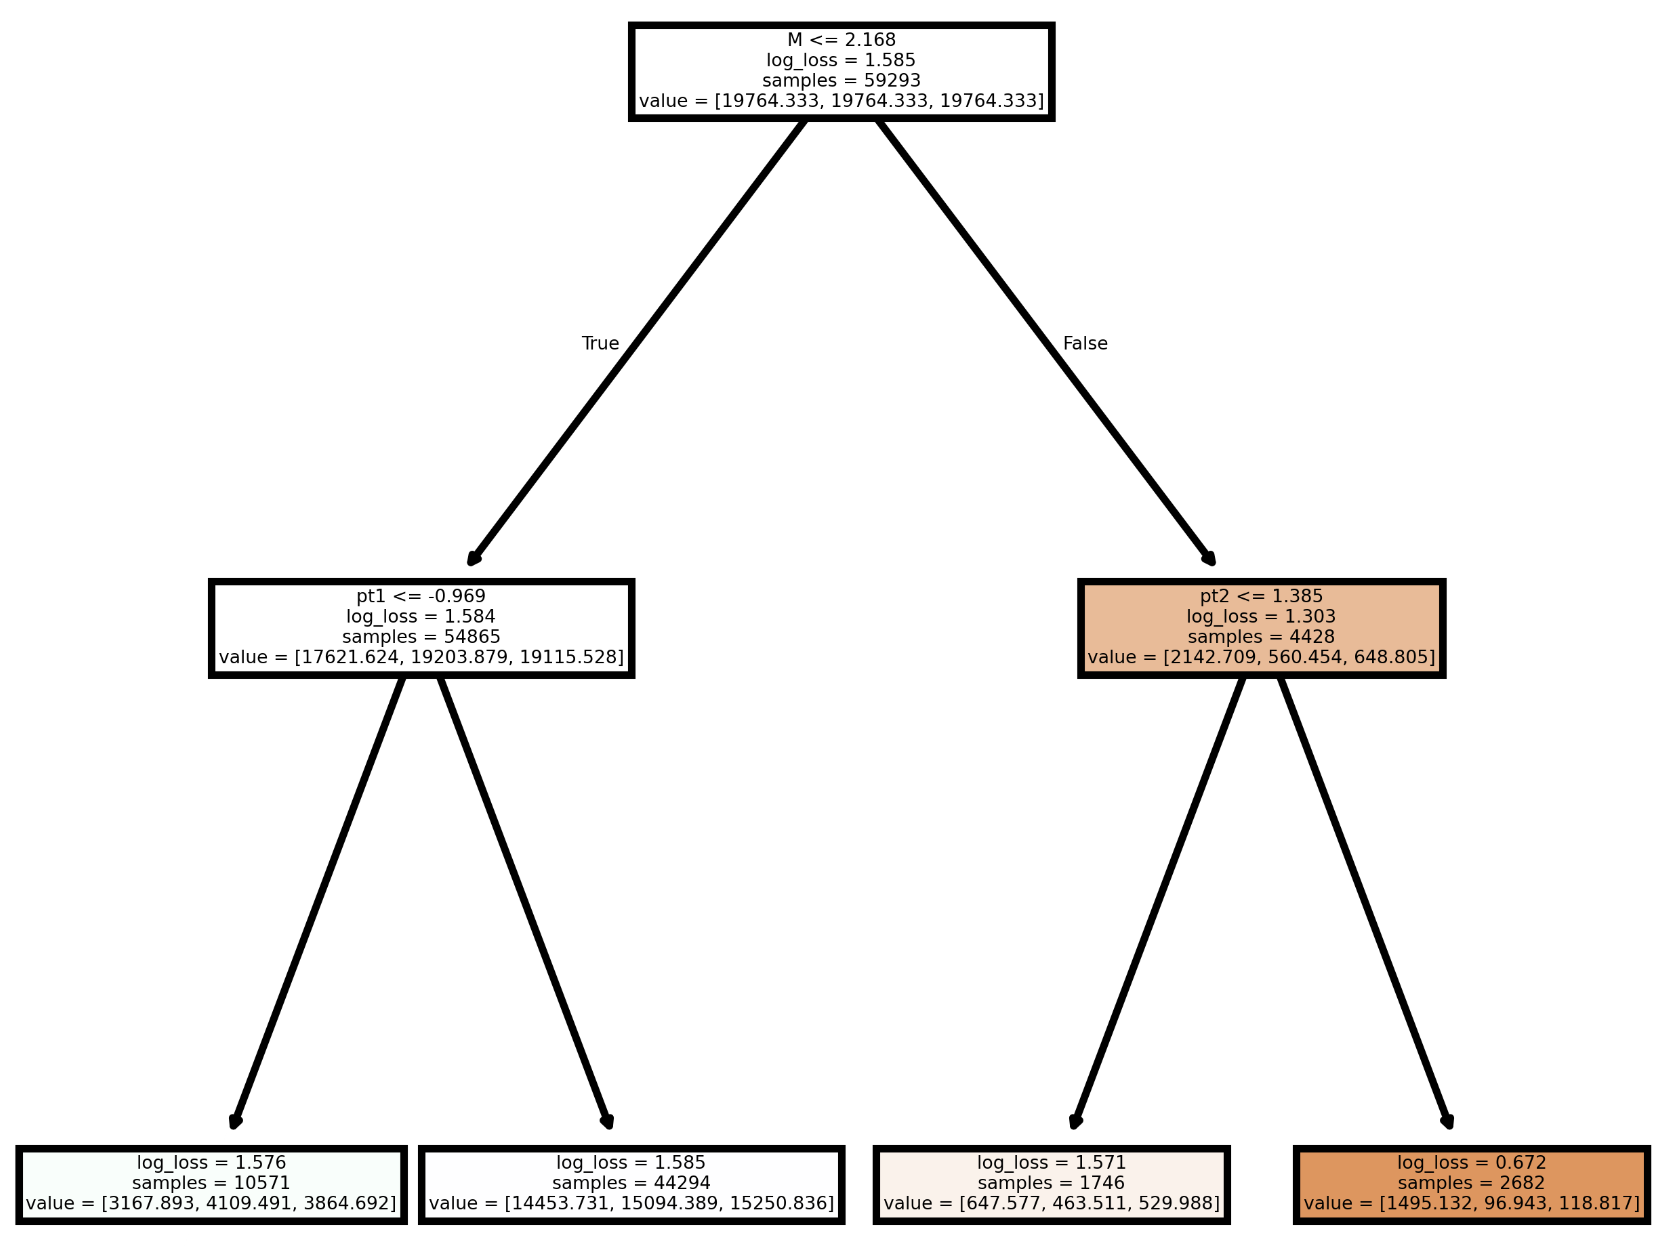 M <= 2.168
log_loss = 1.585
samples = 59293
value = [19764.333, 19764.333, 19764.333]
True
False
pt1 <= -0.969
log_loss = 1.584
samples = 54865
value = [17621.624, 19203.879, 19115.528]
pt2 <= 1.385
log_loss = 1.303
samples = 4428
value = [2142.709, 560.454, 648.805]
log_loss = 1.576
samples = 10571
value = [3167.893, 4109.491, 3864.692]
log_loss = 1.585
samples = 44294
value = [14453.731, 15094.389, 15250.836]
log_loss = 1.571
samples = 1746
value = [647.577, 463.511, 529.988]
log_loss = 0.672
samples = 2682
value = [1495.132, 96.943, 118.817]